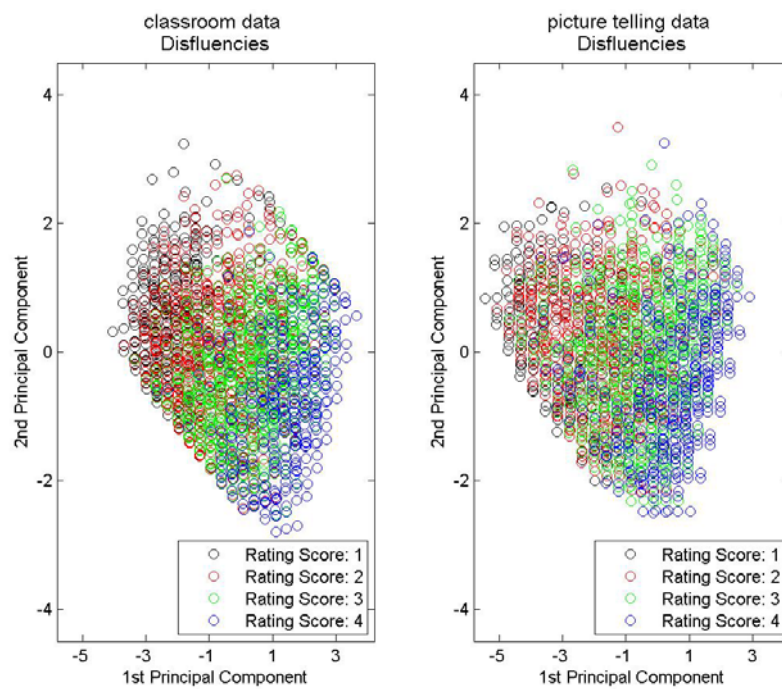 classroom data
Disfluencies
4
2
0
-2
-4
2nd Principal Component
-5
-3
-1
1
3
1st Principal Component
Rating Score: 1
Rating Score: 2
Rating Score: 3
Rating Score: 4
picture telling data
Disfluencies
4
2
0
-2
-4
2nd Principal Component
-5
-3
-1
1
3
1st Principal Component
Rating Score: 1
Rating Score: 2
Rating Score: 3
Rating Score: 4